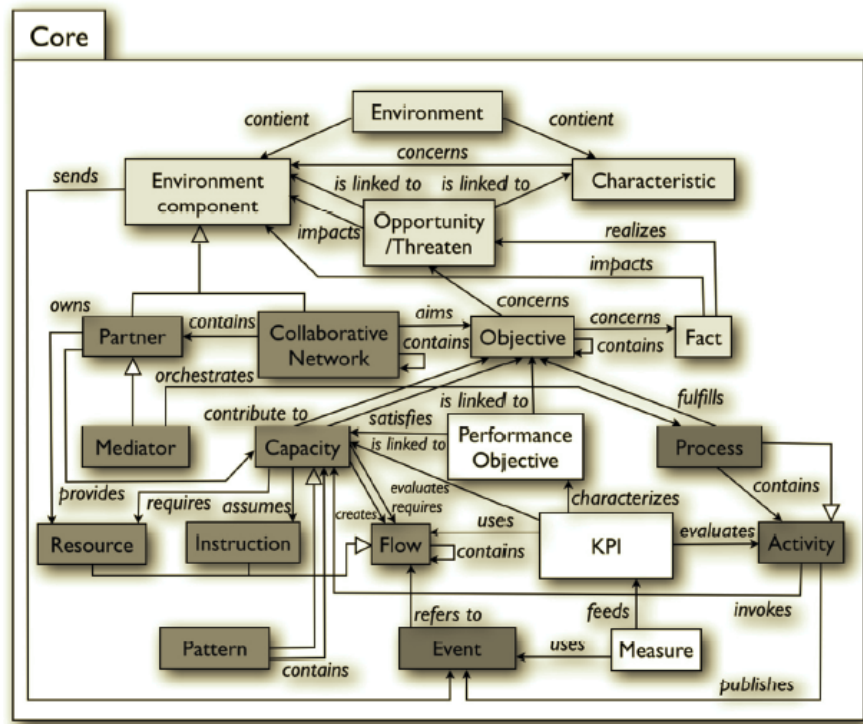 Core
Environment
contient
contient
concerns
sends
Environment
component
is linked to
is linked to
Characteristic
Opportunity
/Threaten
impacts
realizes
impacts
concerns
owns
Partner
contains
Collaborative
Network
aims
contains
Objective
concerns
contains
Fact
orchestrates
fulfills
is linked to
contribute to
satisfies
Mediator
Capacity
is linked to
Performance
Objective
Process
provides
requires
assumes
evaluates
requires
creates
characterizes
contains
uses
Resource
Instruction
Flow
contains
KPI
evaluates
Activity
refers to
feeds
invokes
Pattern
contains
Event
uses
Measure
publishes